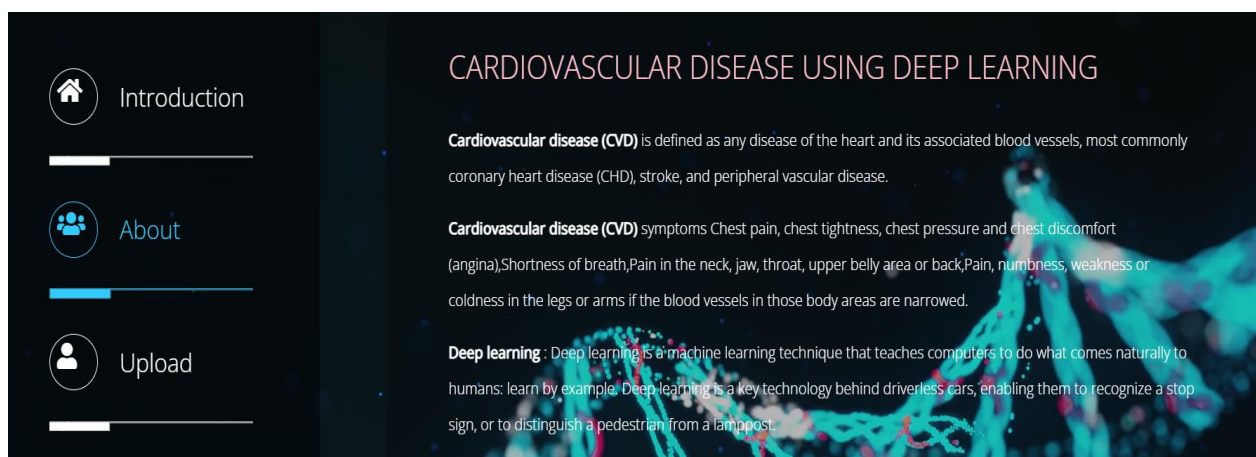 Introduction
About
Upload
CARDIOVASCULAR DISEASE USING DEEP LEARNING
Cardiovascular disease (CVD) is defined as any disease of the heart and its associated blood vessels, most commonly
coronary heart disease (CHD), stroke, and peripheral vascular disease.
Cardiovascular disease (CVD) symptoms Chest pain, chest tightness, chest pressure and chest discomfort
(angina),Shortness of breath,Pain in the neck, jaw, throat, upper belly area or back,Pain, numbness, weakness or
coldness in the legs or arms if the blood vessels in those body areas are narrowed.
Deep learning : Deep learning is a machine learning technique that teaches computers to do what comes naturally to
humans: learn by example. Deep learning is a key technology behind driverless cars, enabling them to recognize a stop
sign, or to distinguish a pedestrian from a lamppost.